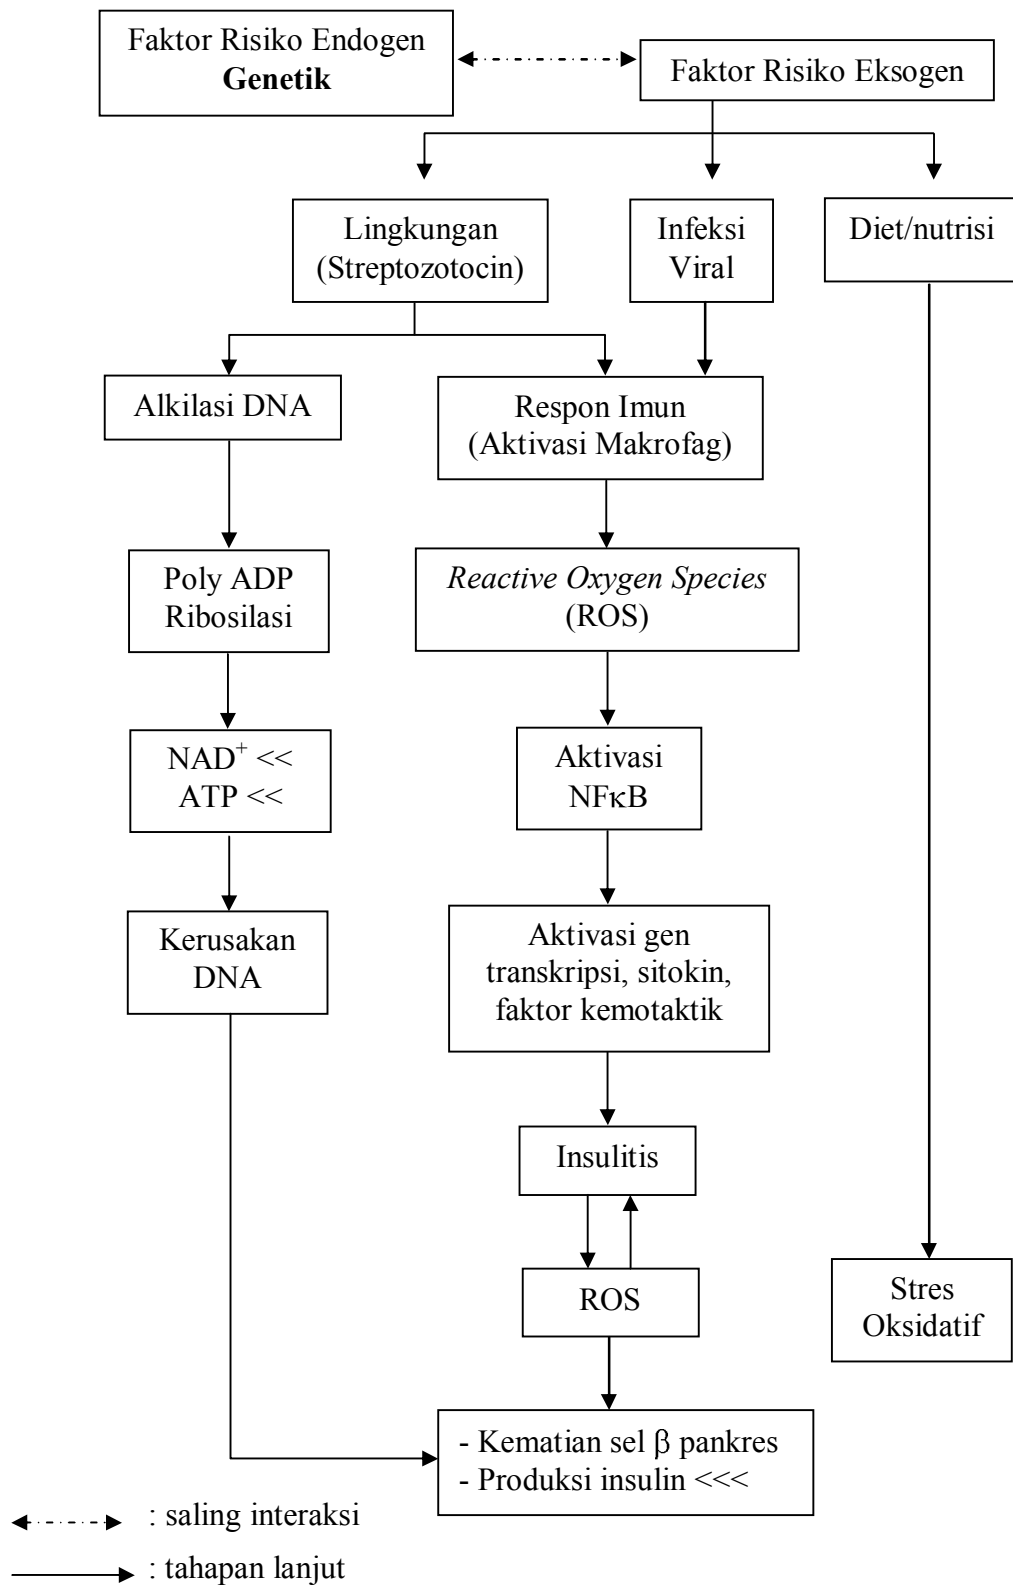 Faktor Risiko Endogen
Genetik
Faktor Risiko Eksogen
Lingkungan
(Streptozotocin)
Infeksi
Viral
Diet/nutrisi
Alkilasi DNA
Respon Imun
(Aktivasi Makrofag)
Poly ADP
Ribosilasi
Reactive Oxygen Species
(ROS)
NAD⁺ <<
ATP <<
Aktivasi
NFκB
Kerusakan
DNA
Aktivasi gen
transkripsi, sitokin,
faktor kemotaktik
Insulitis
ROS
Stres
Oksidatif
- Kematian sel β pankres
- Produksi insulin <<<
: saling interaksi
: tahapan lanjut